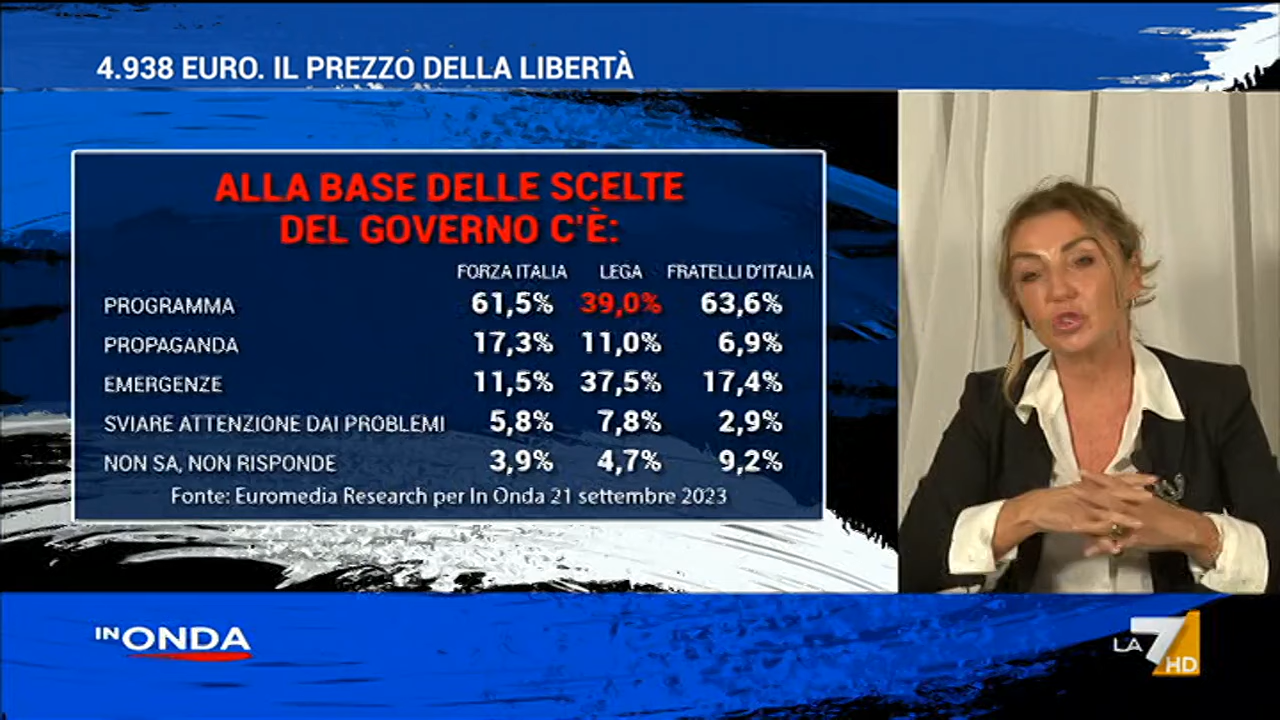 4.938 EURO. IL PREZZO DELLA LIBERTÀ
ALLA BASE DELLE SCELTE
DEL GOVERNO C'È:
FORZA ITALIA LEGA FRATELLI D'ITALIA
PROGRAMMA 61,5% 39,0% 63,6%
PROPAGANDA 17,3% 11,0% 6,9%
EMERGENZE 11,5% 37,5% 17,4%
SVIARE ATTENZIONE DAI PROBLEMI 5,8% 7,8% 2,9%
NON SA, NON RISPONDE 3,9% 4,7% 9,2%
Fonte: Euromedia Research per In Onda 21 settembre 2023
IN ONDA
LA 7 HD